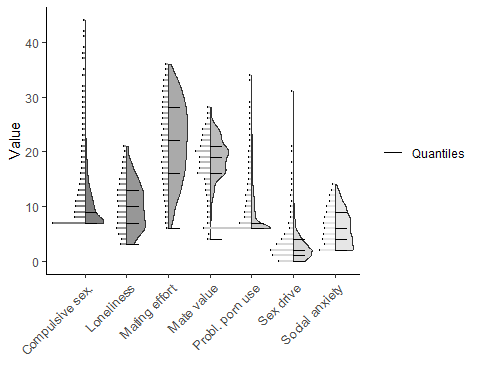 Value
40
30
20
10
0
Compulsive sex.
Loneliness
Mating effort
Mate value
Probl. porn use
Sex drive
Social anxiety
Quantiles